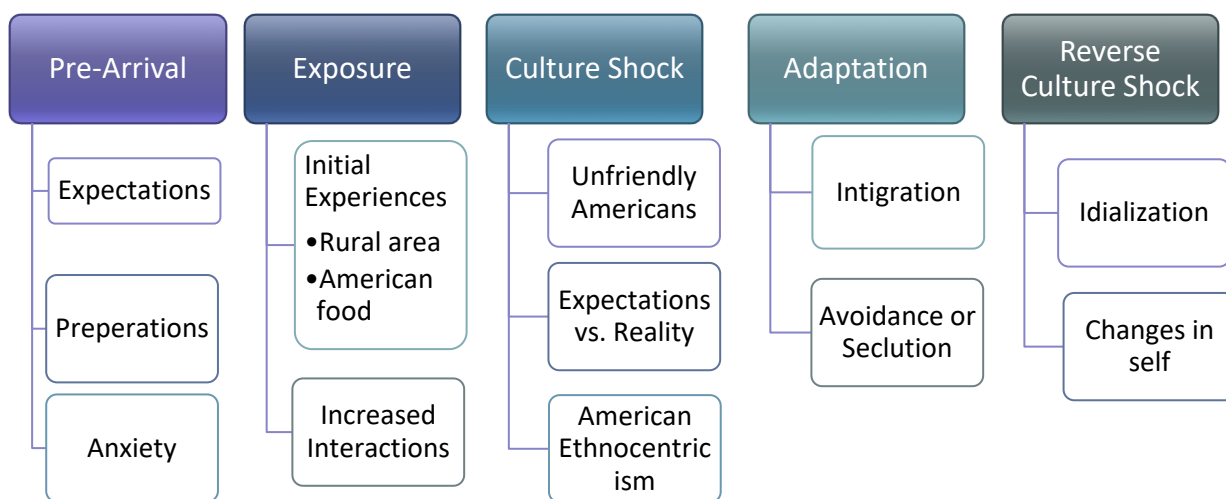 Pre-Arrival
Expectations
Preperations
Anxiety
Exposure
Initial
Experiences
•Rural area
•American
food
Increased
Interactions
Culture Shock
Unfriendly
Americans
Expectations
vs. Reality
American
Ethnocentric
ism
Adaptation
Intigration
Avoidance or
Seclution
Reverse
Culture Shock
Idialization
Changes in
self